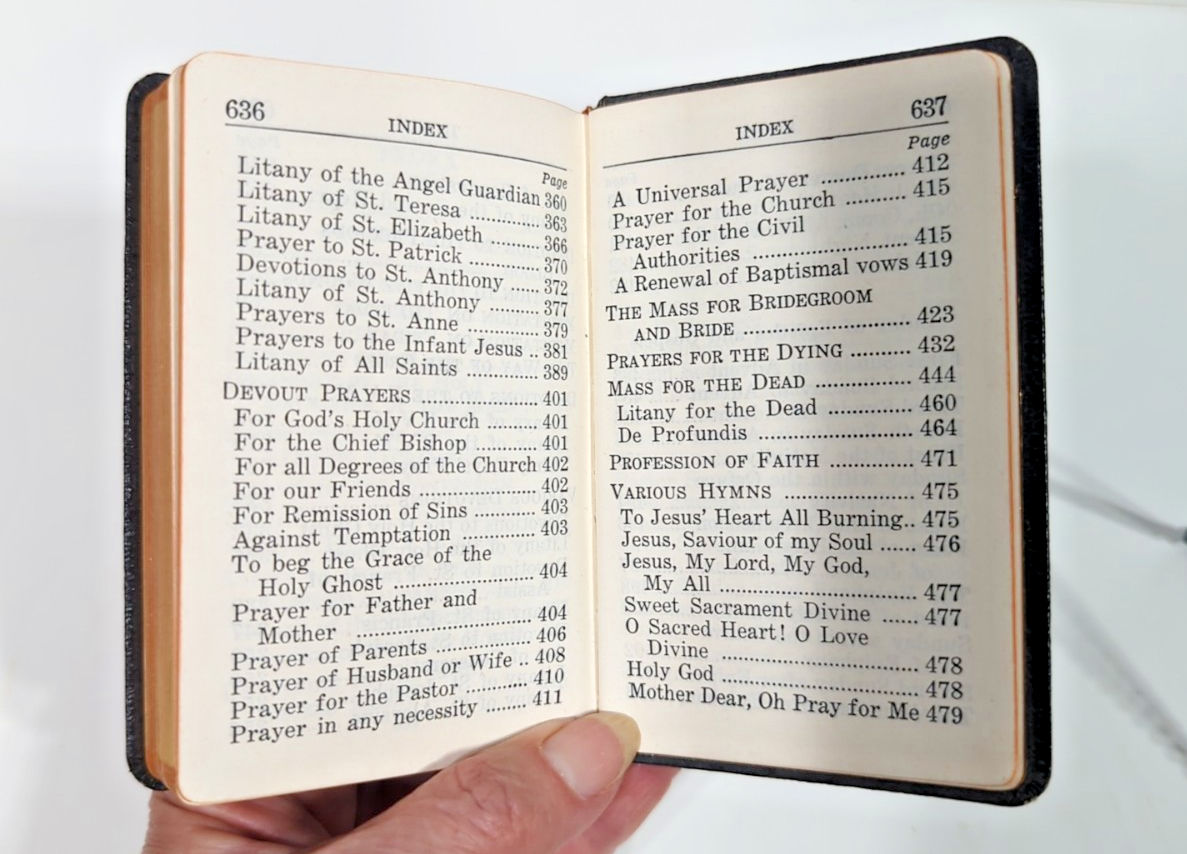 636
INDEX
Page
Litany of the Angel Guardian 360
Litany of St. Teresa ............ 363
Litany of St. Elizabeth .......... 366
Prayer to St. Patrick ............. 370
Devotions to St. Anthony ...... 372
Litany of St. Anthony .......... 377
Prayers to St. Anne ............. 379
Prayers to the Infant Jesus .. 381
Litany of All Saints ............. 389
DEVOUT PRAYERS ..................... 401
For God's Holy Church .......... 401
For the Chief Bishop ............ 401
For all Degrees of the Church 402
For our Friends .................... 402
For Remission of Sins ........... 403
Against Temptation ............. 403
To beg the Grace of the
Holy Ghost ...................... 404
Prayer for Father and
Mother .......................... 404
Prayer of Parents ................ 406
Prayer of Husband or Wife .. 408
Prayer for the Pastor ........... 410
Prayer in any necessity ....... 411
INDEX
637
Page
A Universal Prayer .............. 412
Prayer for the Church .......... 415
Prayer for the Civil
Authorities ........................ 415
A Renewal of Baptismal vows 419
THE MASS FOR BRIDEGROOM
AND BRIDE ............................ 423
PRAYERS FOR THE DYING .......... 432
MASS FOR THE DEAD ............... 444
Litany for the Dead .............. 460
De Profundis ........................ 464
PROFESSION OF FAITH .............. 471
VARIOUS HYMNS ..................... 475
To Jesus' Heart All Burning.. 475
Jesus, Saviour of my Soul ...... 476
Jesus, My Lord, My God,
My All ................................ 477
Sweet Sacrament Divine ...... 477
O Sacred Heart! O Love
Divine ................................ 478
Holy God ............................. 478
Mother Dear, Oh Pray for Me 479